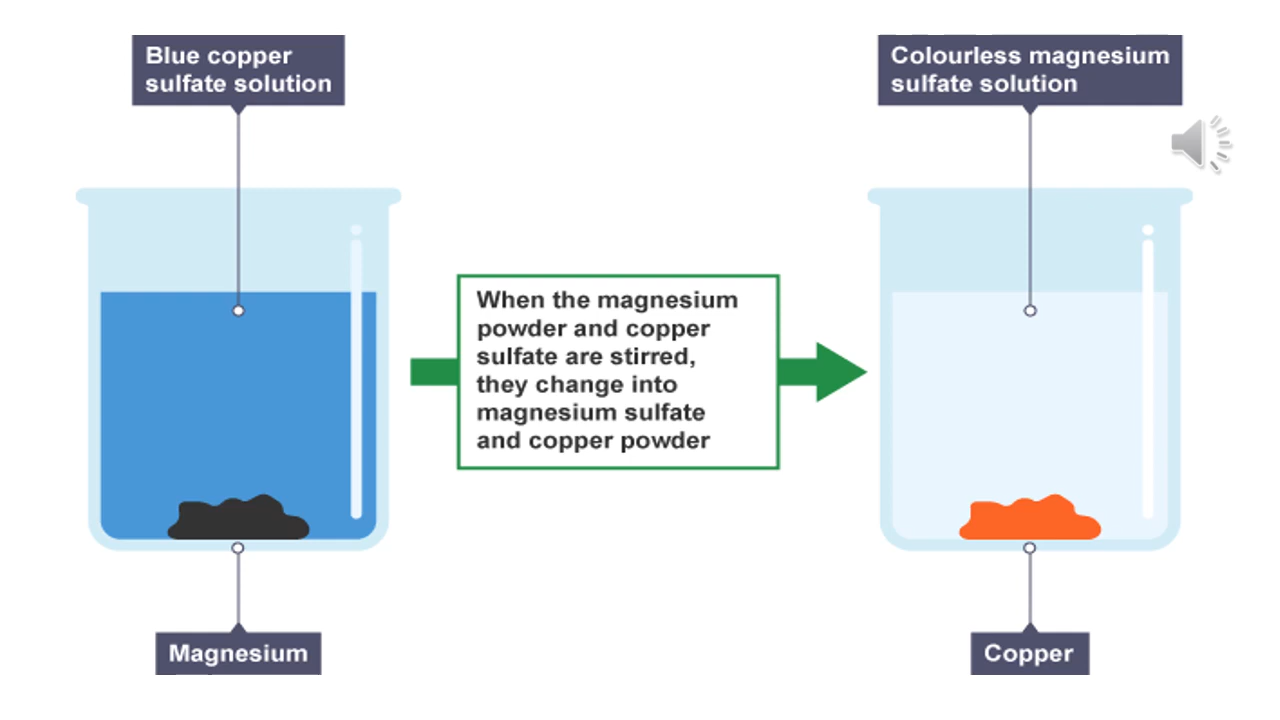 Blue copper
sulfate solution
Colourless magnesium
sulfate solution
When the magnesium
powder and copper
sulfate are stirred,
they change into
magnesium sulfate
and copper powder
Magnesium
Copper